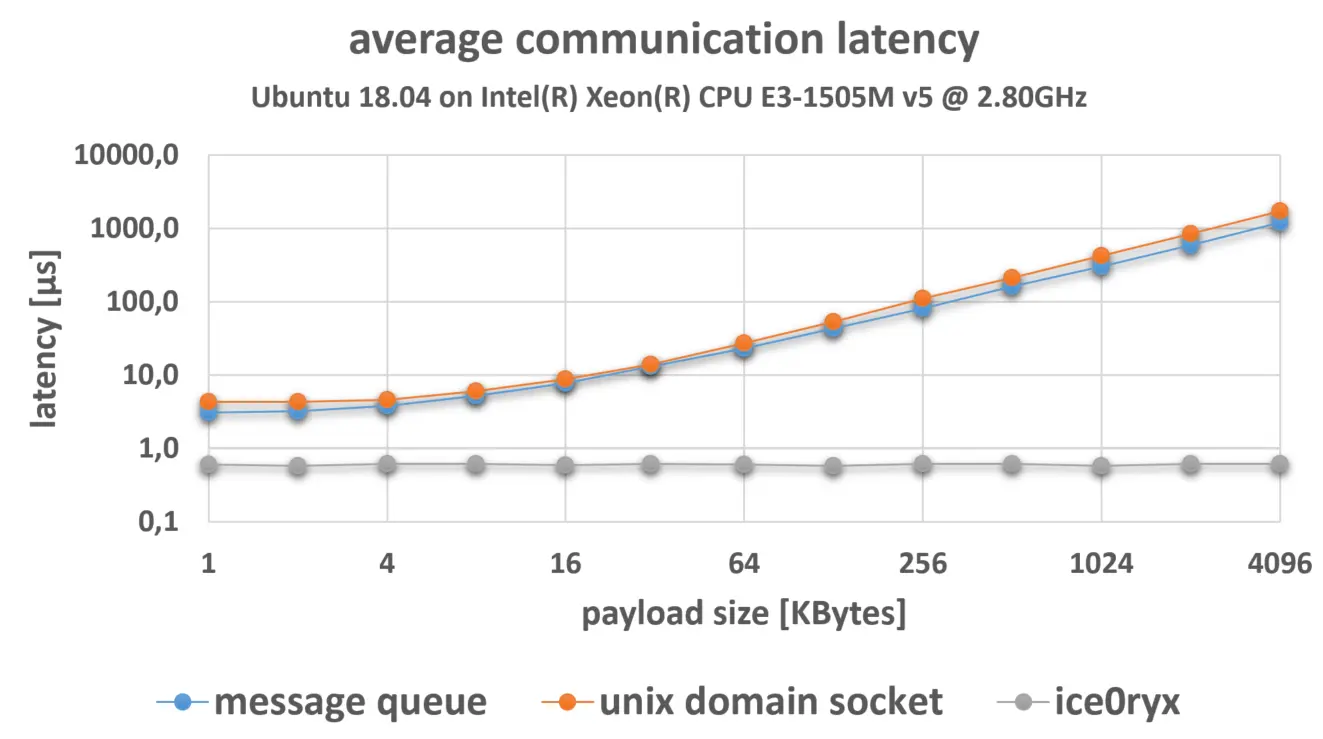 average communication latency
Ubuntu 18.04 on Intel(R) Xeon(R) CPU E3-1505M v5 @ 2.80GHz
10000,0
1000,0
100,0
10,0
1,0
0,1
latency [µs]
1 4 16 64 256 1024 4096
payload size [KBytes]
message queue unix domain socket ice0ryx